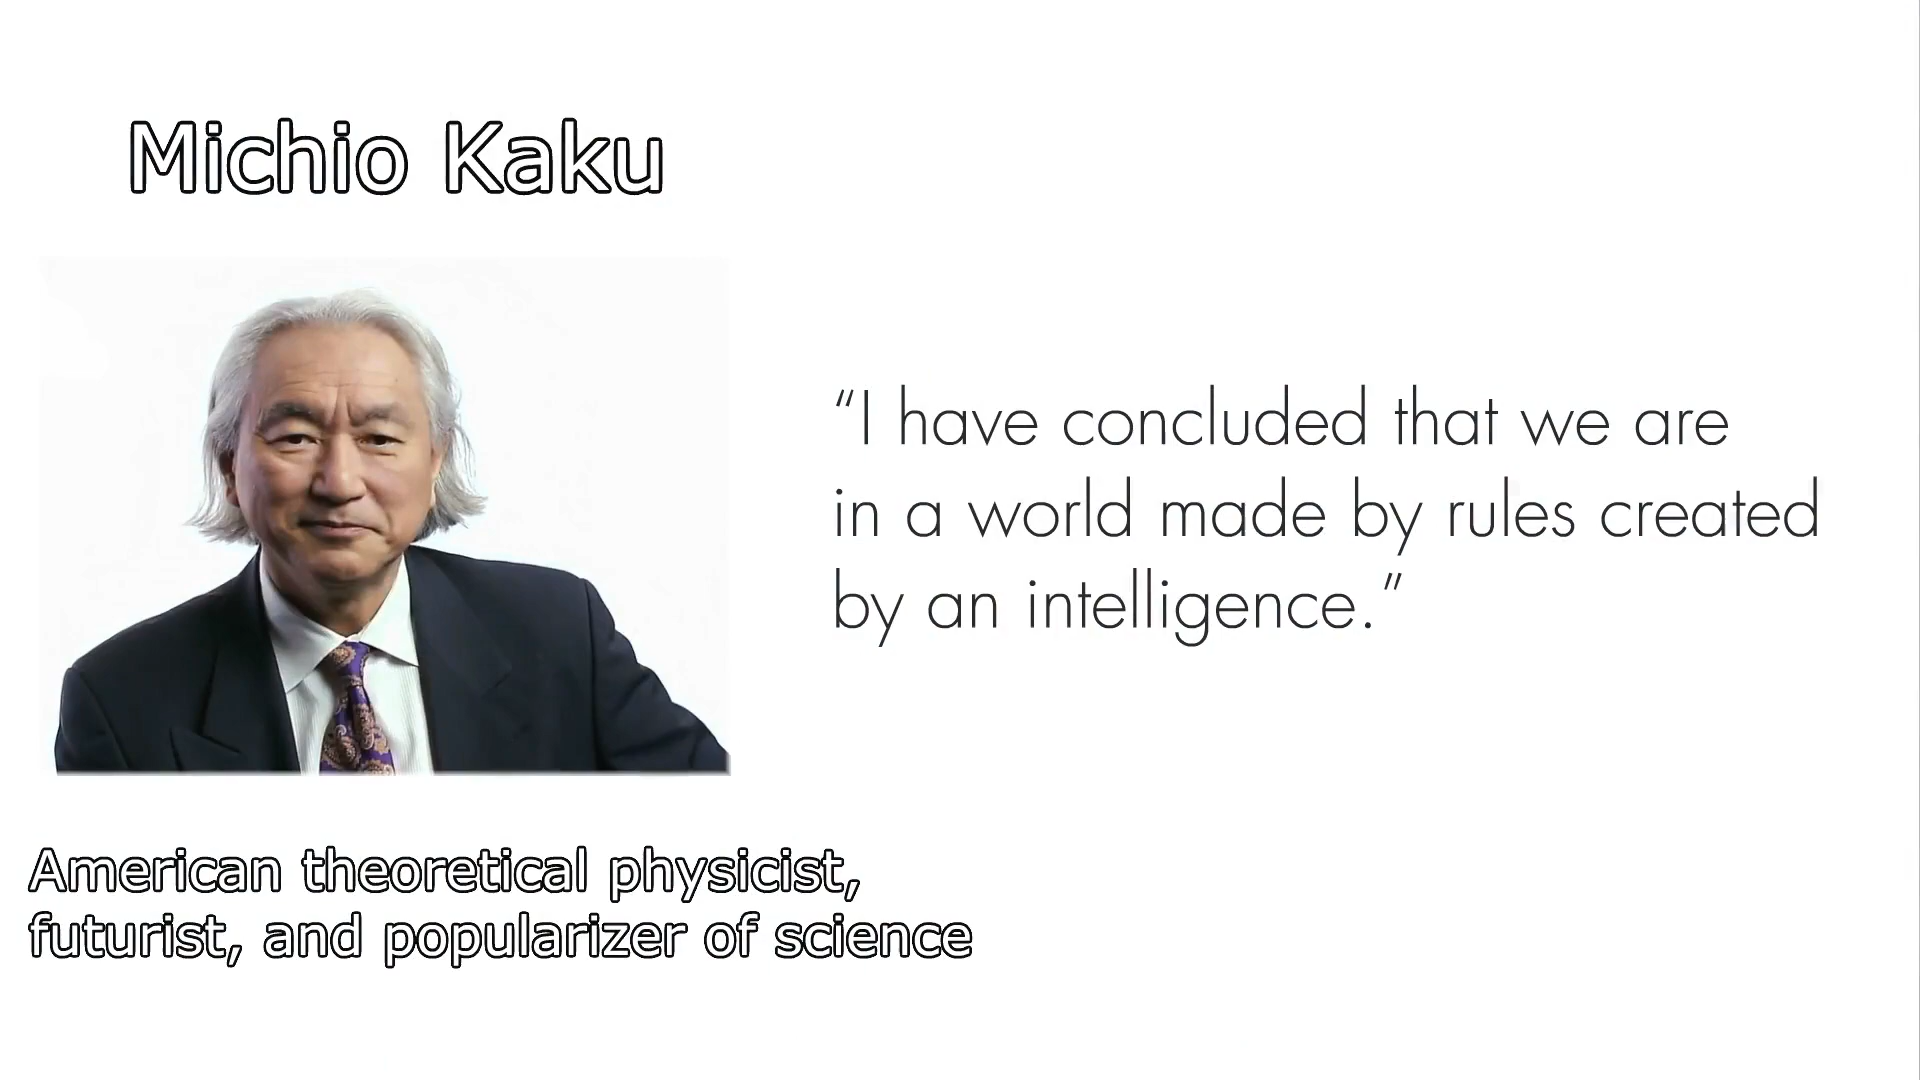 Michio Kaku
“I have concluded that we are
in a world made by rules created
by an intelligence.”
American theoretical physicist,
futurist, and popularizer of science